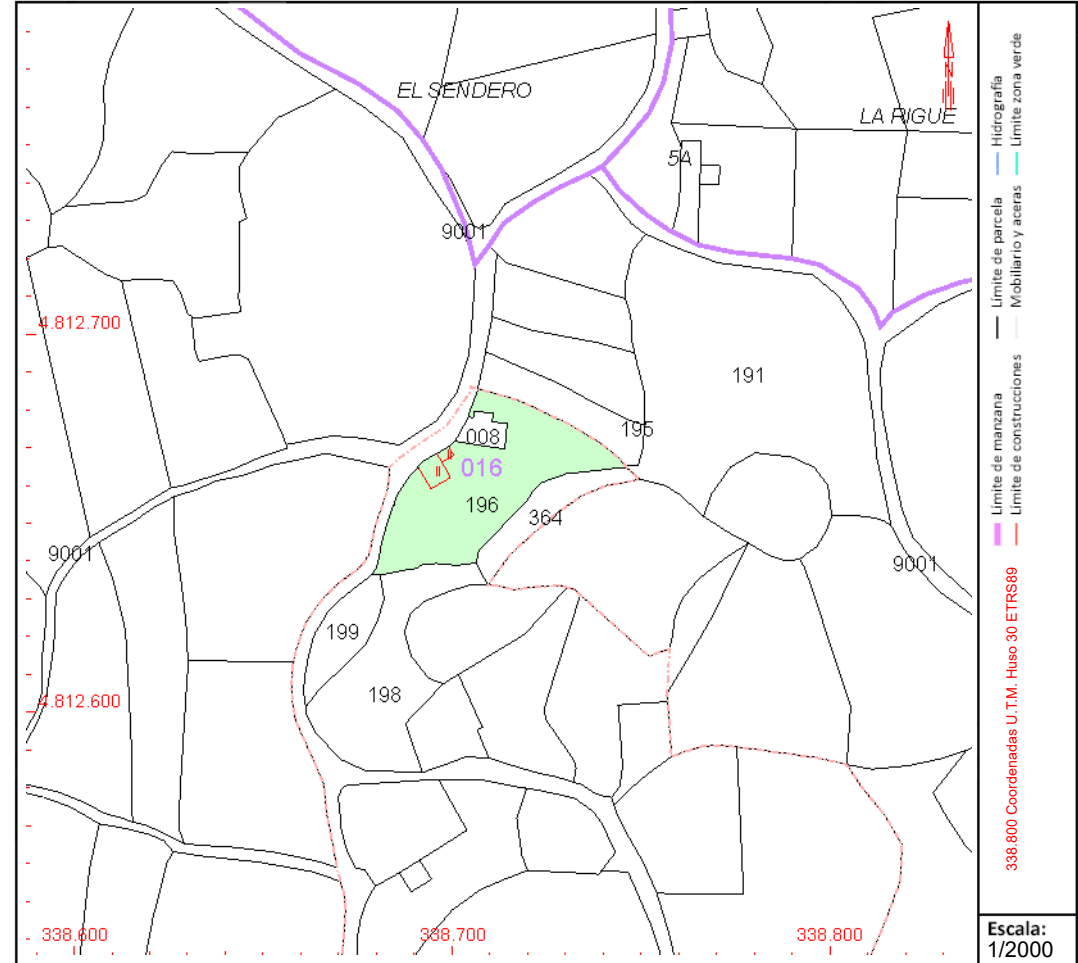 EL SENDERO
LA RIGUE
5A
9001
4.812.700
191
195
008
016
196
364
9001
9001
199
198
4.812.600
338.600
338.700
338.800
Hidrografía
Límite zona verde
Límite de parcela
Mobiliario y aceras
Límite de manzana
Límite de construcciones
338.800 Coordenadas U.T.M. Huso 30 ETRS89
Escala:
1/2000